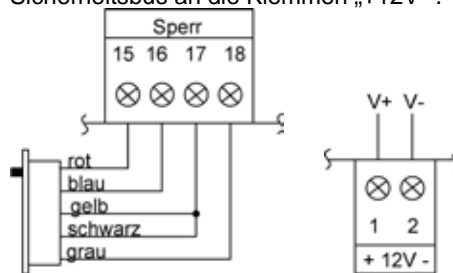 Sicherheitsbus an die Klemmen „+12V-“.
Sperr
15 16 17 18
rot
blau
gelb
schwarz
grau
V+ V-
1 2
+ 12V -